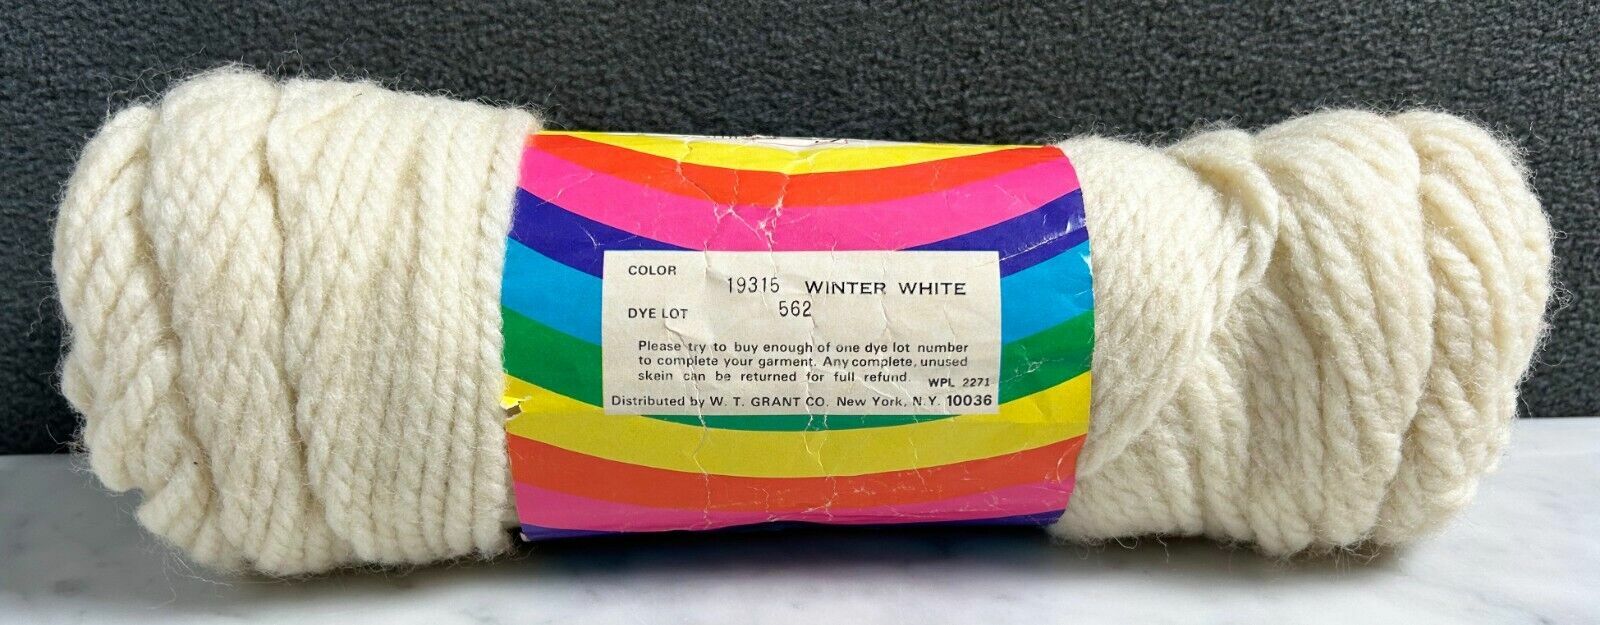 COLOR 19315 WINTER WHITE
DYE LOT 562
Please try to buy enough of one dye lot number
to complete your garment. Any complete, unused
skein can be returned for full refund. WPL 2271
Distributed by W. T. GRANT CO. New York, N.Y. 10036